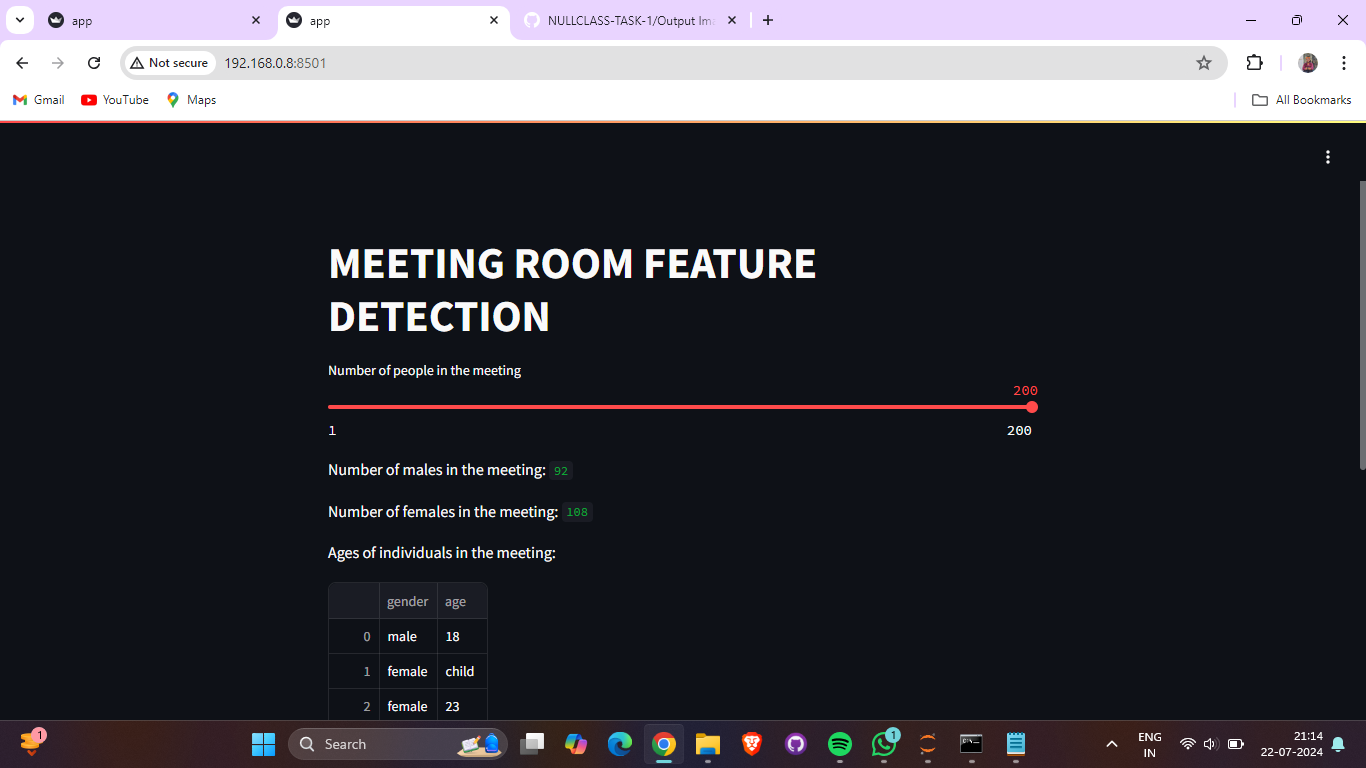 app
app
NULLCLASS-TASK-1/Output Ima
Not secure
192.168.0.8:8501
Gmail
YouTube
Maps
All Bookmarks
MEETING ROOM FEATURE
DETECTION
Number of people in the meeting
200
1
200
Number of males in the meeting: 92
Number of females in the meeting: 108
Ages of individuals in the meeting:
gender age
0 male 18
1 female child
2 female 23
1
Search
1
ENG
IN
21:14
22-07-2024